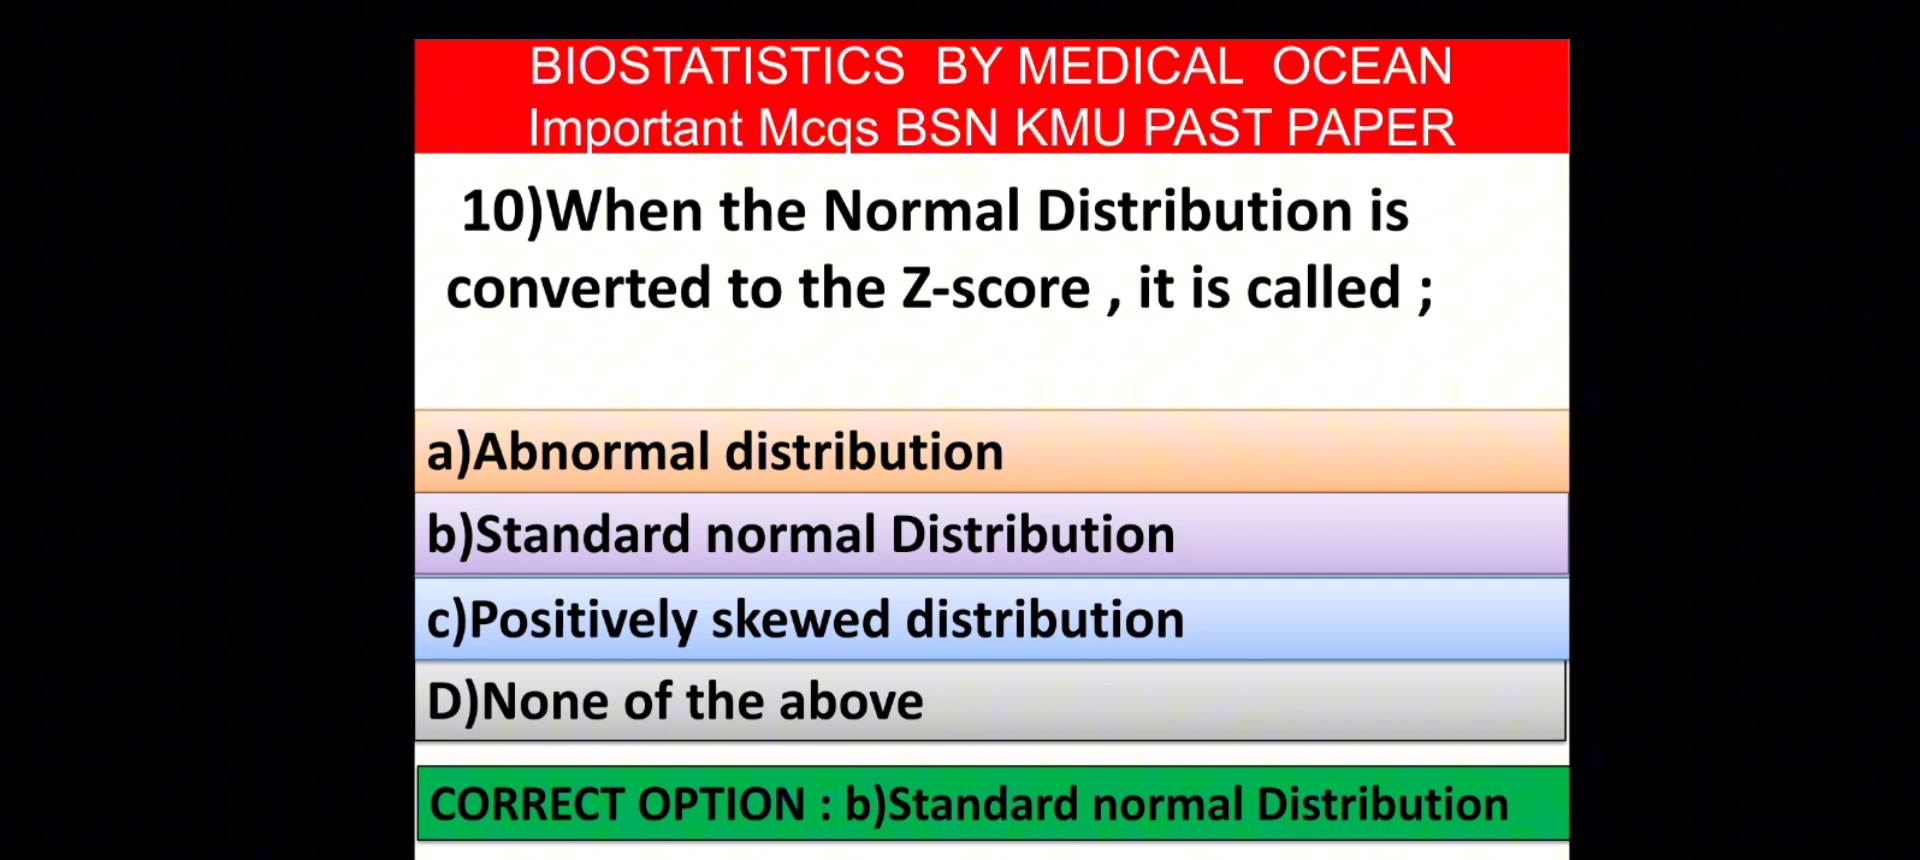 BIOSTATISTICS BY MEDICAL OCEAN
Important Mcqs BSN KMU PAST PAPER
10)When the Normal Distribution is
converted to the Z-score , it is called ;
a)Abnormal distribution
b)Standard normal Distribution
c)Positively skewed distribution
D)None of the above
CORRECT OPTION : b)Standard normal Distribution